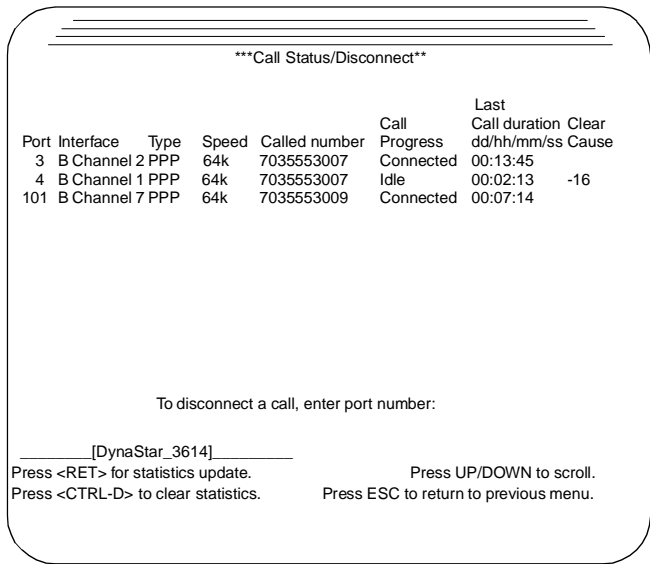 ***Call Status/Disconnect**
Last
Call Call duration Clear
Port Interface Type Speed Called number Progress dd/hh/mm/ss Cause
3 B Channel 2 PPP 64k 7035553007 Connected 00:13:45
4 B Channel 1 PPP 64k 7035553007 Idle 00:02:13 -16
101 B Channel 7 PPP 64k 7035553009 Connected 00:07:14
To disconnect a call, enter port number:
________[DynaStar_3614]_________
Press <RET> for statistics update. Press UP/DOWN to scroll.
Press <CTRL-D> to clear statistics. Press ESC to return to previous menu.